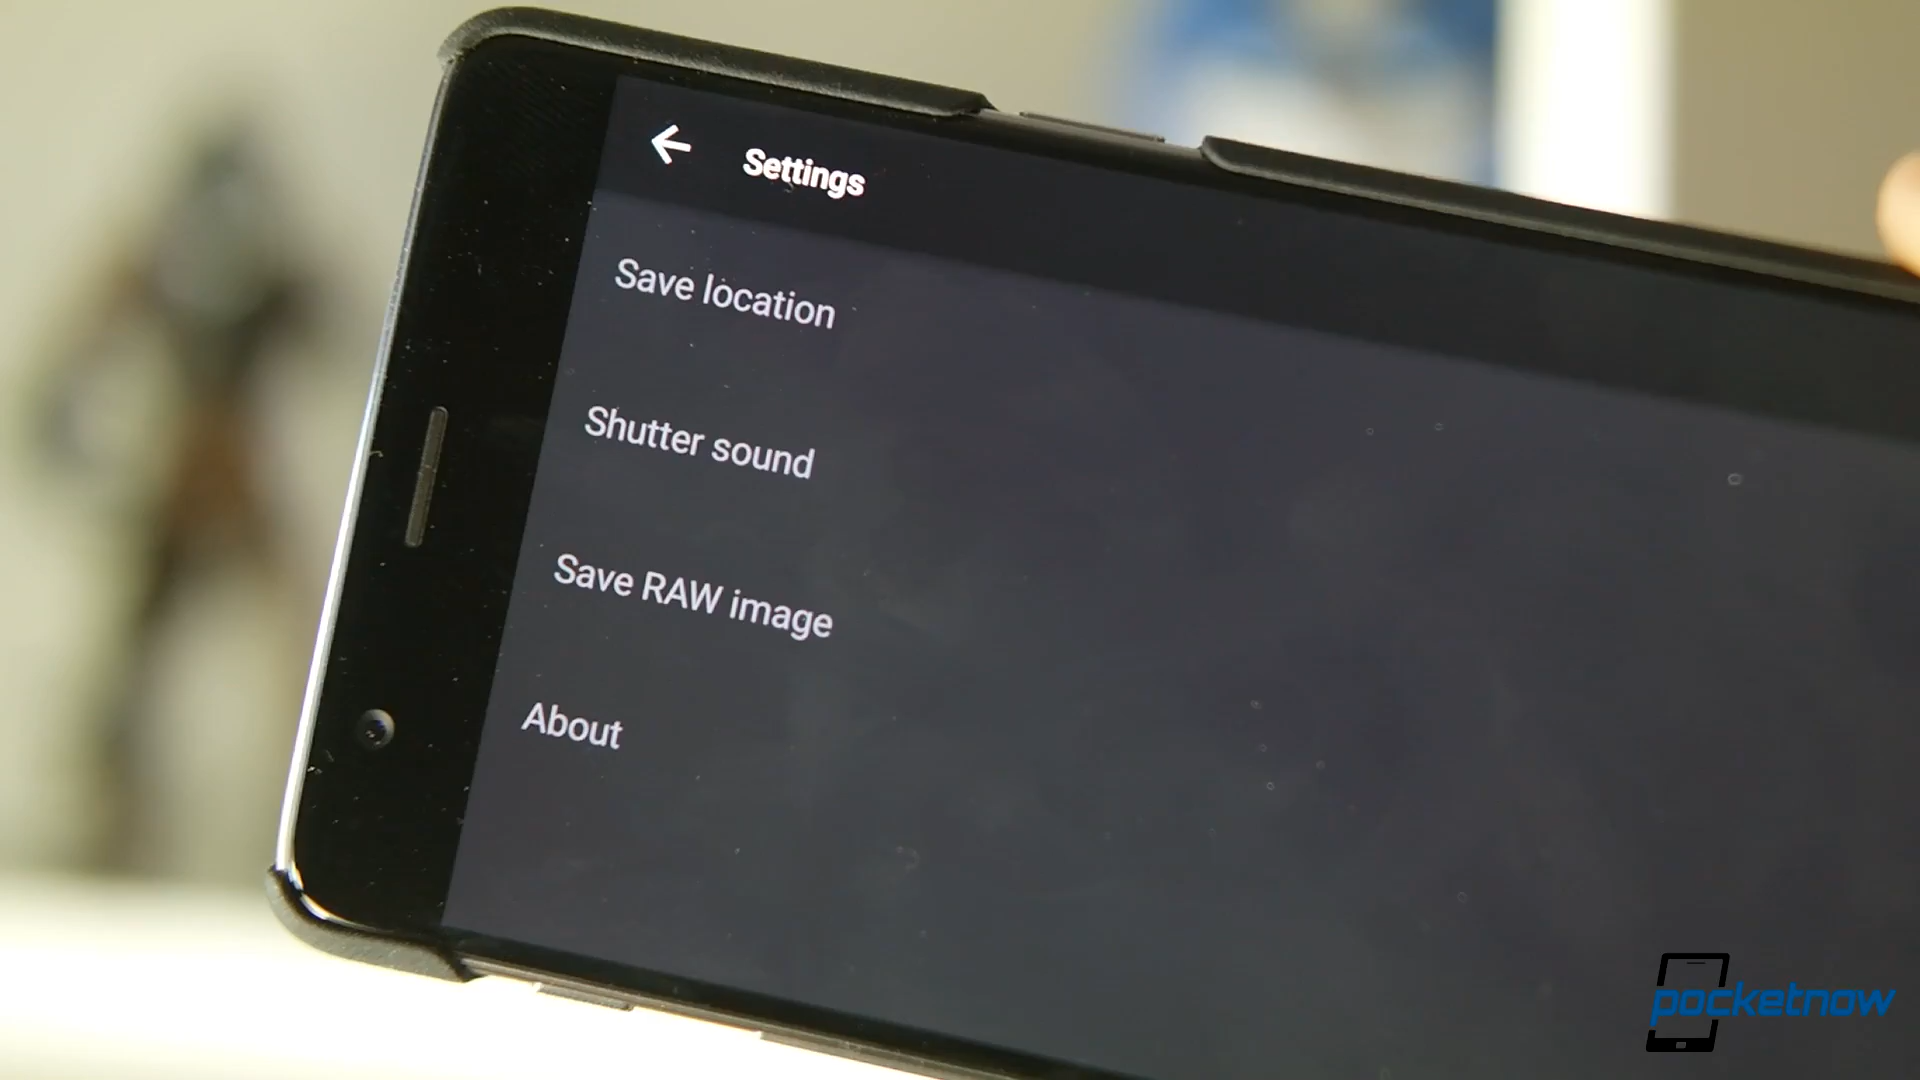 Settings
Save location
Shutter sound
Save RAW image
About
pocketnow